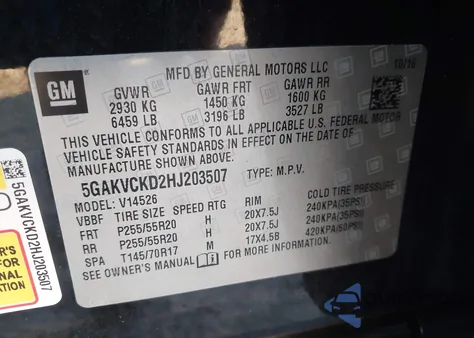 GM
MFD BY GENERAL MOTORS LLC
10/16
GVWR GAWR FRT GAWR RR
2930 KG 1450 KG 1600 KG
6459 LB 3196 LB 3527 LB
THIS VEHICLE CONFORMS TO ALL APPLICABLE U.S. FEDERAL MOTOR
VEHICLE SAFETY STANDARDS IN EFFECT ON THE DATE OF
MANUFACTURE SHOWN ABOVE.
5GAKVCKD2HJ203507 TYPE: M.P.V.
MODEL: V14526
VBBF TIRE SIZE SPEED RTG RIM COLD TIRE PRESSURE
FRT P255/55R20 H 20X7.5J 240KPA(35PSI)
RR P255/55R20 H 20X7.5J 240KPA(35PSI)
SPA T145/70R17 M 17X4.5B 420KPA(60PSI)
SEE OWNER'S MANUAL FOR MORE INFORMATION.
5GAKVCKD2HJ203507